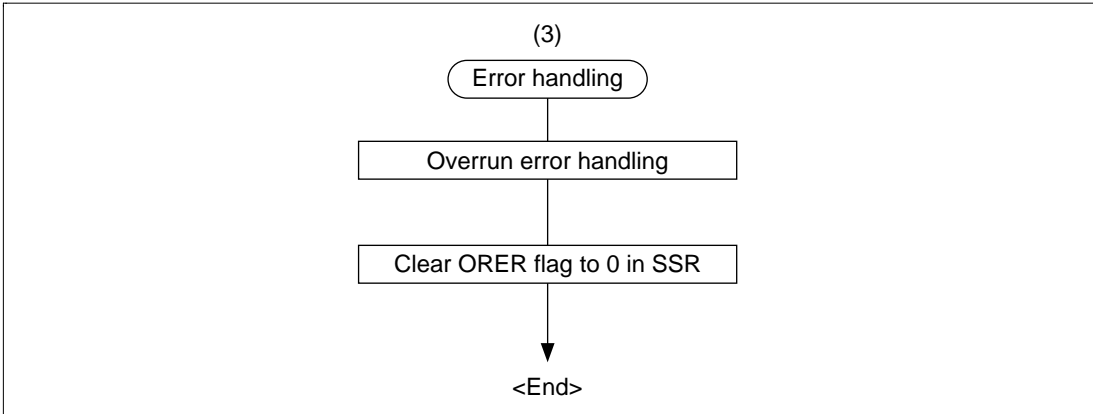 (3)
Error handling
Overrun error handling
Clear ORER flag to 0 in SSR
<End>